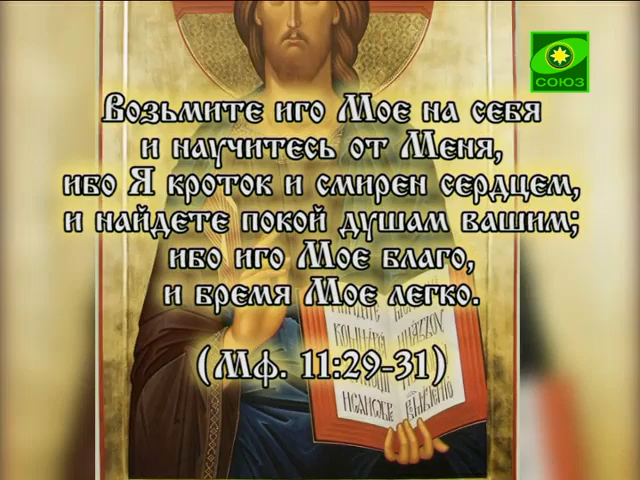 СОЮЗ
Возьмите иго Мое на себя
и научитесь от Меня,
ибо Я кроток и смирен сердцем,
и найдете покой душам вашим;
ибо иго Мое благо,
и бремя Мое легко.
(Мф. 11:29-31)